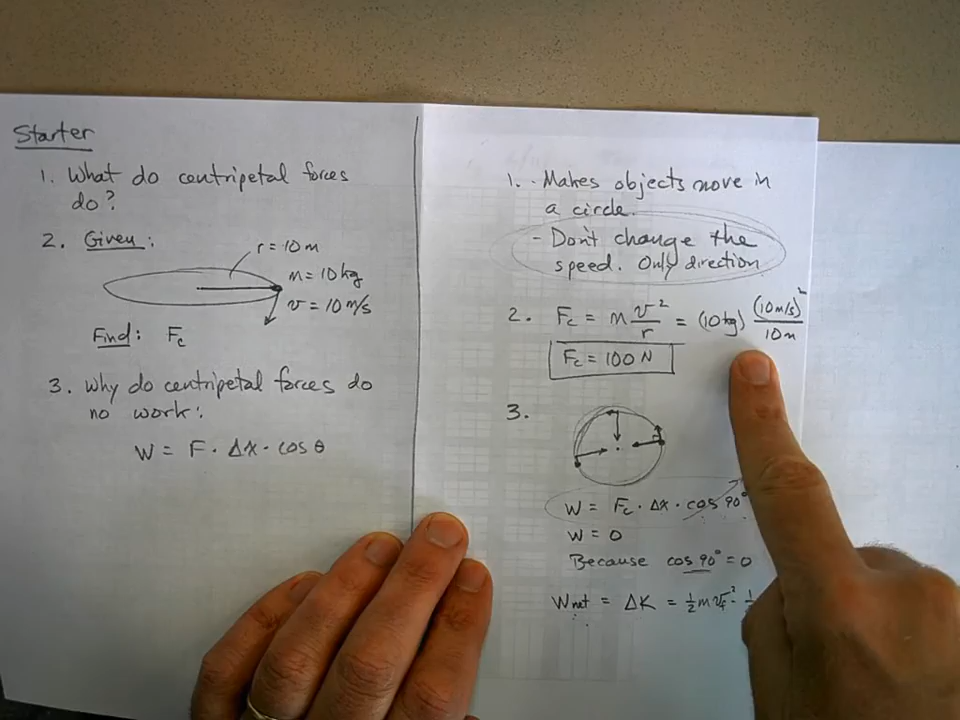 Starter
1. What do centripetal forces
do?
2. Given:
r = 10 m
m = 10 kg
v = 10 m/s
Find: Fc
3. Why do centripetal forces do
no work:
W = F · Δx · cos θ
1. - Makes objects move in
a circle.
- Don't change the
speed. Only direction
2. Fc = m v²/r = (10 kg) (10 m/s)²/10 m
Fc = 100 N
3.
W = Fc · Δx · cos 90°
W = 0
Because cos 90° = 0
Wnet = ΔK = ½ m vf² -